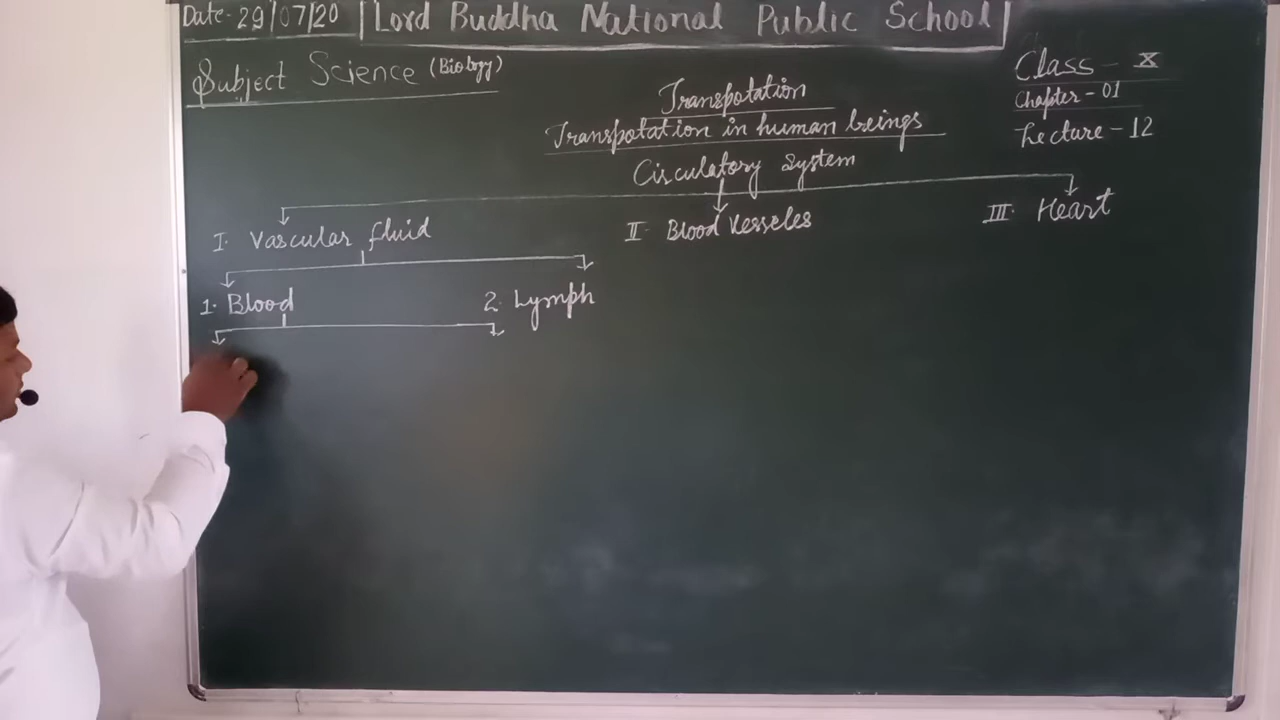 Date - 29/07/20 | Lord Buddha National Public School |
Subject Science (Biology)
Class - X
Chapter - 01
Lecture - 12
Transpotation
Transpotation in human beings
Circulatory System
I. Vascular fluid
II. Blood Vesseles
III. Heart
1. Blood
2. Lymph